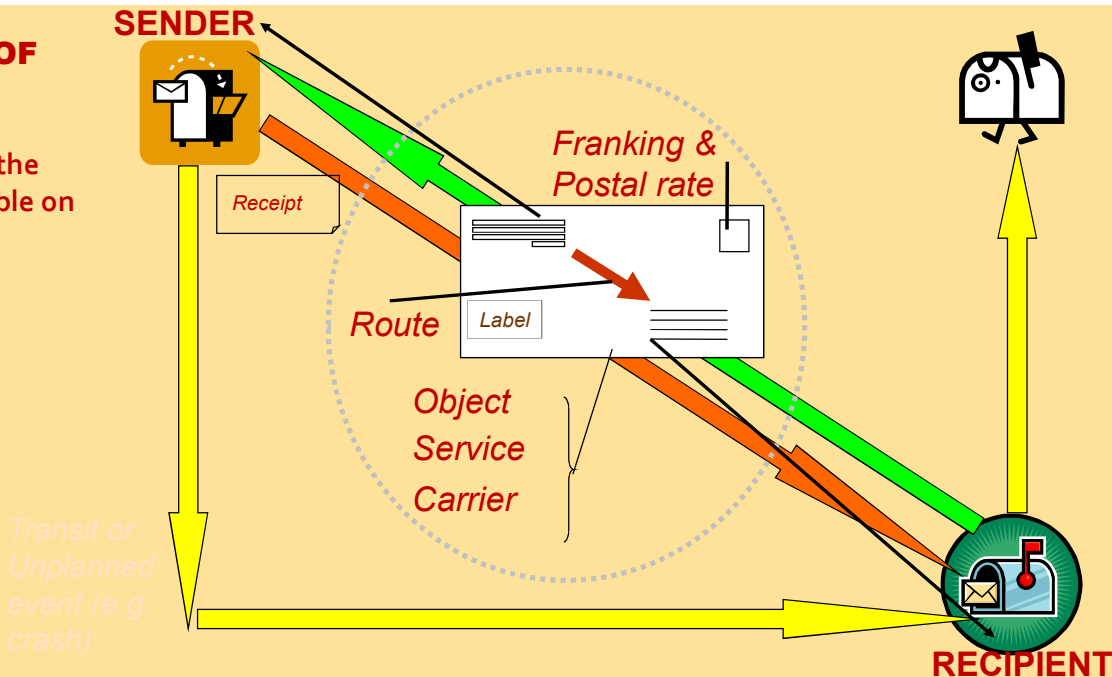 SENDER
OF
the
ble on
Receipt
Franking &
Postal rate
Route
Label
Object
Service
Carrier
Transit or
Unplanned
event (e.g.
crash)
RECIPIENT